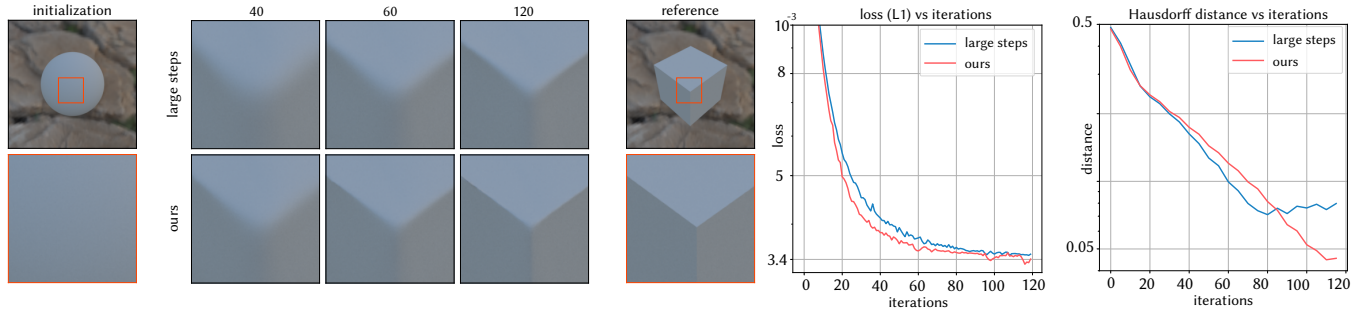 initialization
40 60 120
large steps
ours
reference
loss (L1) vs iterations
10⁻³
8
5
3.4
loss
large steps
ours
0 20 40 60 80 100 120
iterations
Hausdorff distance vs iterations
0.5
0.05
distance
large steps
ours
0 20 40 60 80 100 120
iterations